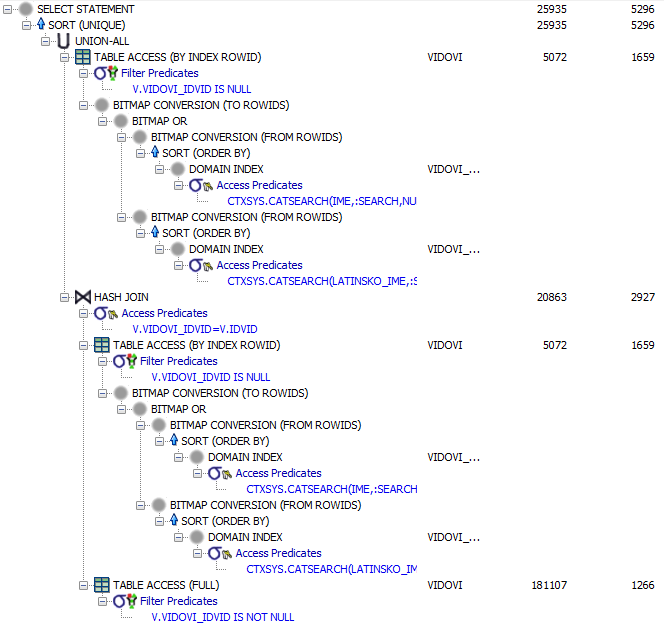 SELECT STATEMENT 25935 5296
SORT (UNIQUE) 25935 5296
UNION-ALL
TABLE ACCESS (BY INDEX ROWID) VIDOVI 5072 1659
Filter Predicates
V.VIDOVI_IDVID IS NULL
BITMAP CONVERSION (TO ROWIDS)
BITMAP OR
BITMAP CONVERSION (FROM ROWIDS)
SORT (ORDER BY)
DOMAIN INDEX VIDOVI_...
Access Predicates
CTXSYS.CATSEARCH(IME,:SEARCH,NU
BITMAP CONVERSION (FROM ROWIDS)
SORT (ORDER BY)
DOMAIN INDEX VIDOVI_...
Access Predicates
CTXSYS.CATSEARCH(LATINSKO_IME,:S
HASH JOIN 20863 2927
Access Predicates
V.VIDOVI_IDVID=V.IDVID
TABLE ACCESS (BY INDEX ROWID) VIDOVI 5072 1659
Filter Predicates
V.VIDOVI_IDVID IS NULL
BITMAP CONVERSION (TO ROWIDS)
BITMAP OR
BITMAP CONVERSION (FROM ROWIDS)
SORT (ORDER BY)
DOMAIN INDEX VIDOVI_...
Access Predicates
CTXSYS.CATSEARCH(IME,:SEARCH
BITMAP CONVERSION (FROM ROWIDS)
SORT (ORDER BY)
DOMAIN INDEX VIDOVI_...
Access Predicates
CTXSYS.CATSEARCH(LATINSKO_IM
TABLE ACCESS (FULL) VIDOVI 181107 1266
Filter Predicates
V.VIDOVI_IDVID IS NOT NULL